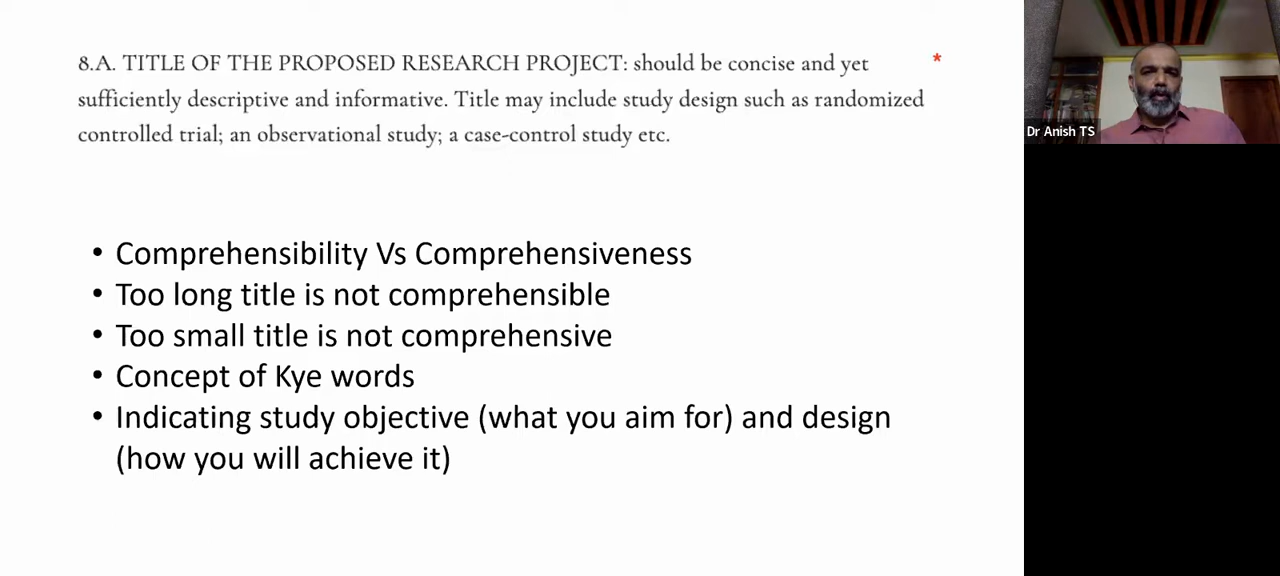 8.A. TITLE OF THE PROPOSED RESEARCH PROJECT: should be concise and yet *
sufficiently descriptive and informative. Title may include study design such as randomized
controlled trial; an observational study; a case-control study etc.
• Comprehensibility Vs Comprehensiveness
• Too long title is not comprehensible
• Too small title is not comprehensive
• Concept of Kye words
• Indicating study objective (what you aim for) and design
(how you will achieve it)
Dr Anish TS